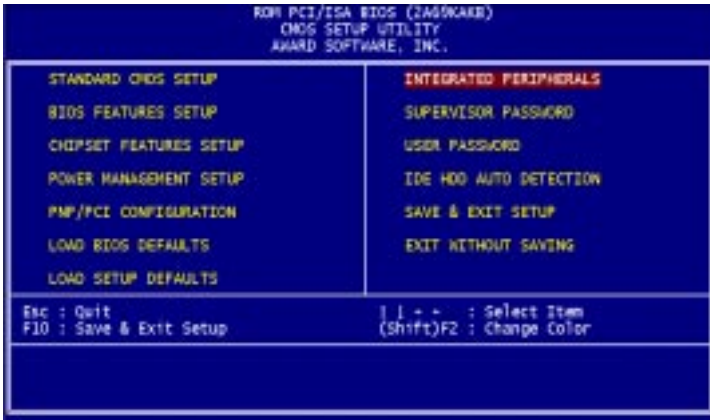 ROM PCI/ISA BIOS (2A69KAKB)
CMOS SETUP UTILITY
AWARD SOFTWARE, INC.
STANDARD CMOS SETUP
BIOS FEATURES SETUP
CHIPSET FEATURES SETUP
POWER MANAGEMENT SETUP
PNP/PCI CONFIGURATION
LOAD BIOS DEFAULTS
LOAD SETUP DEFAULTS
INTEGRATED PERIPHERALS
SUPERVISOR PASSWORD
USER PASSWORD
IDE HDD AUTO DETECTION
SAVE & EXIT SETUP
EXIT WITHOUT SAVING
Esc : Quit
F10 : Save & Exit Setup
: Select Item
(Shift)F2 : Change Color